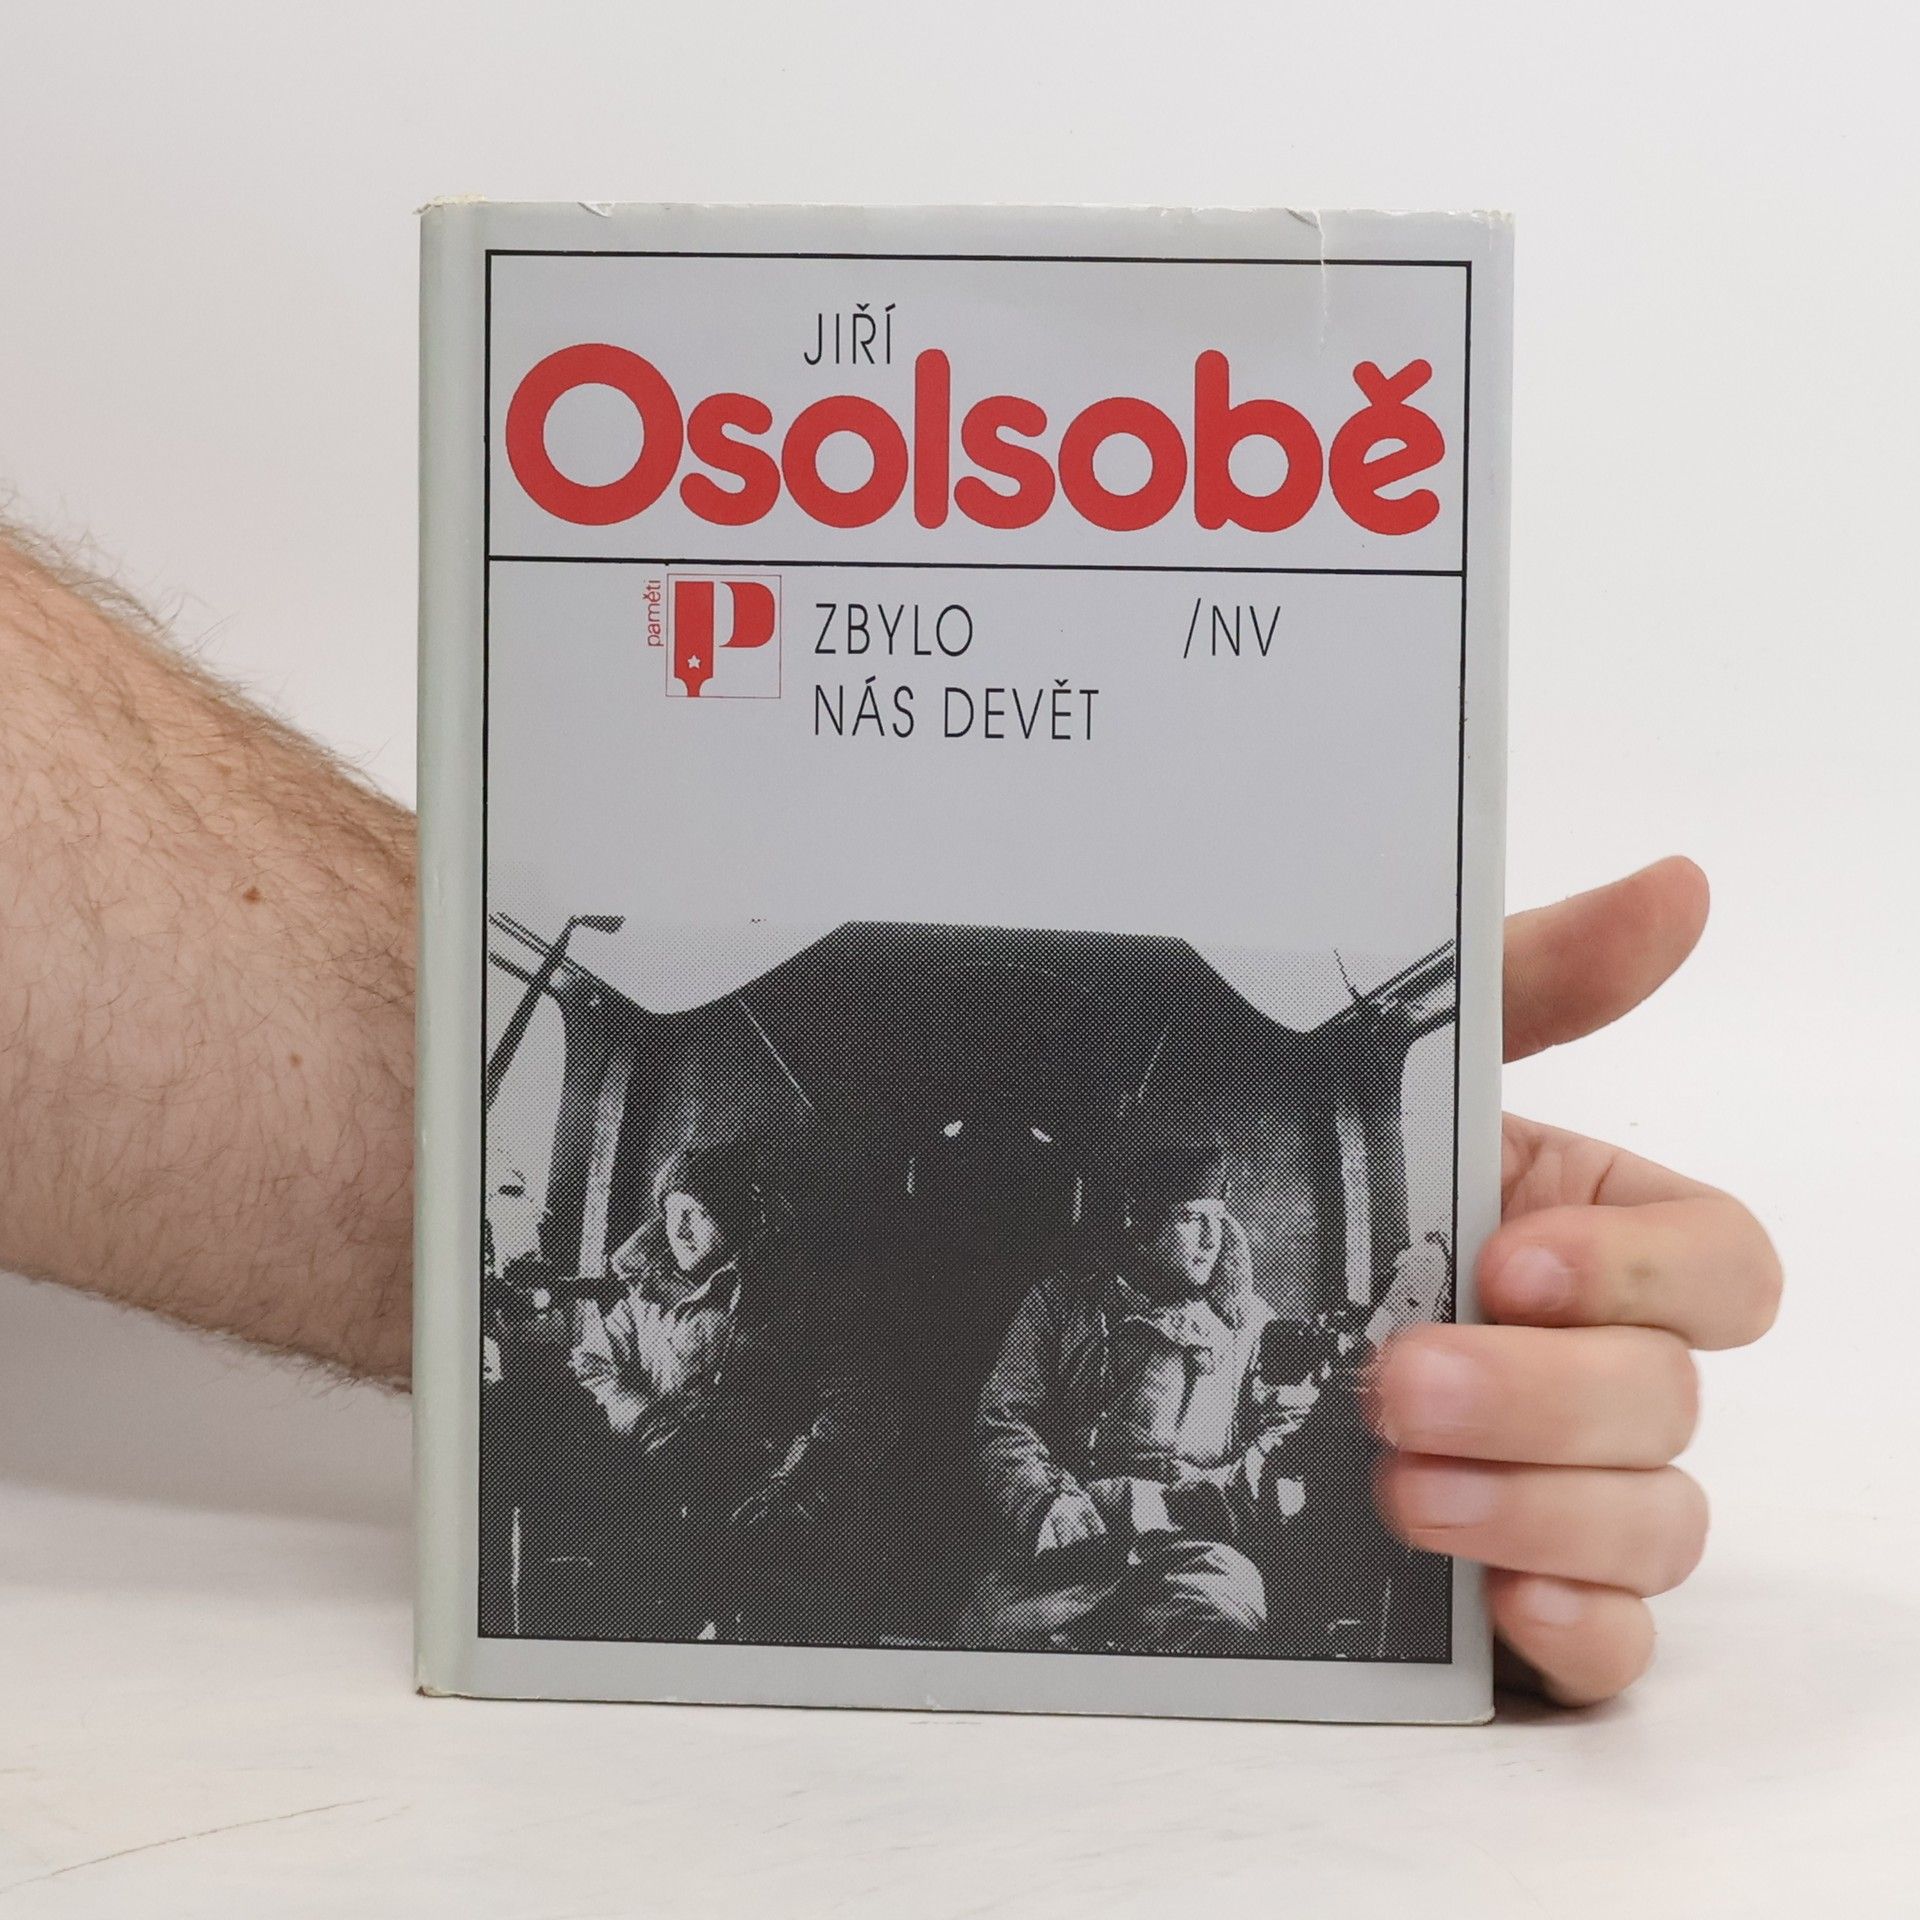 JIŘÍ
Osolsobě
paměti
P
ZBYLO /NV
NÁS DEVĚT